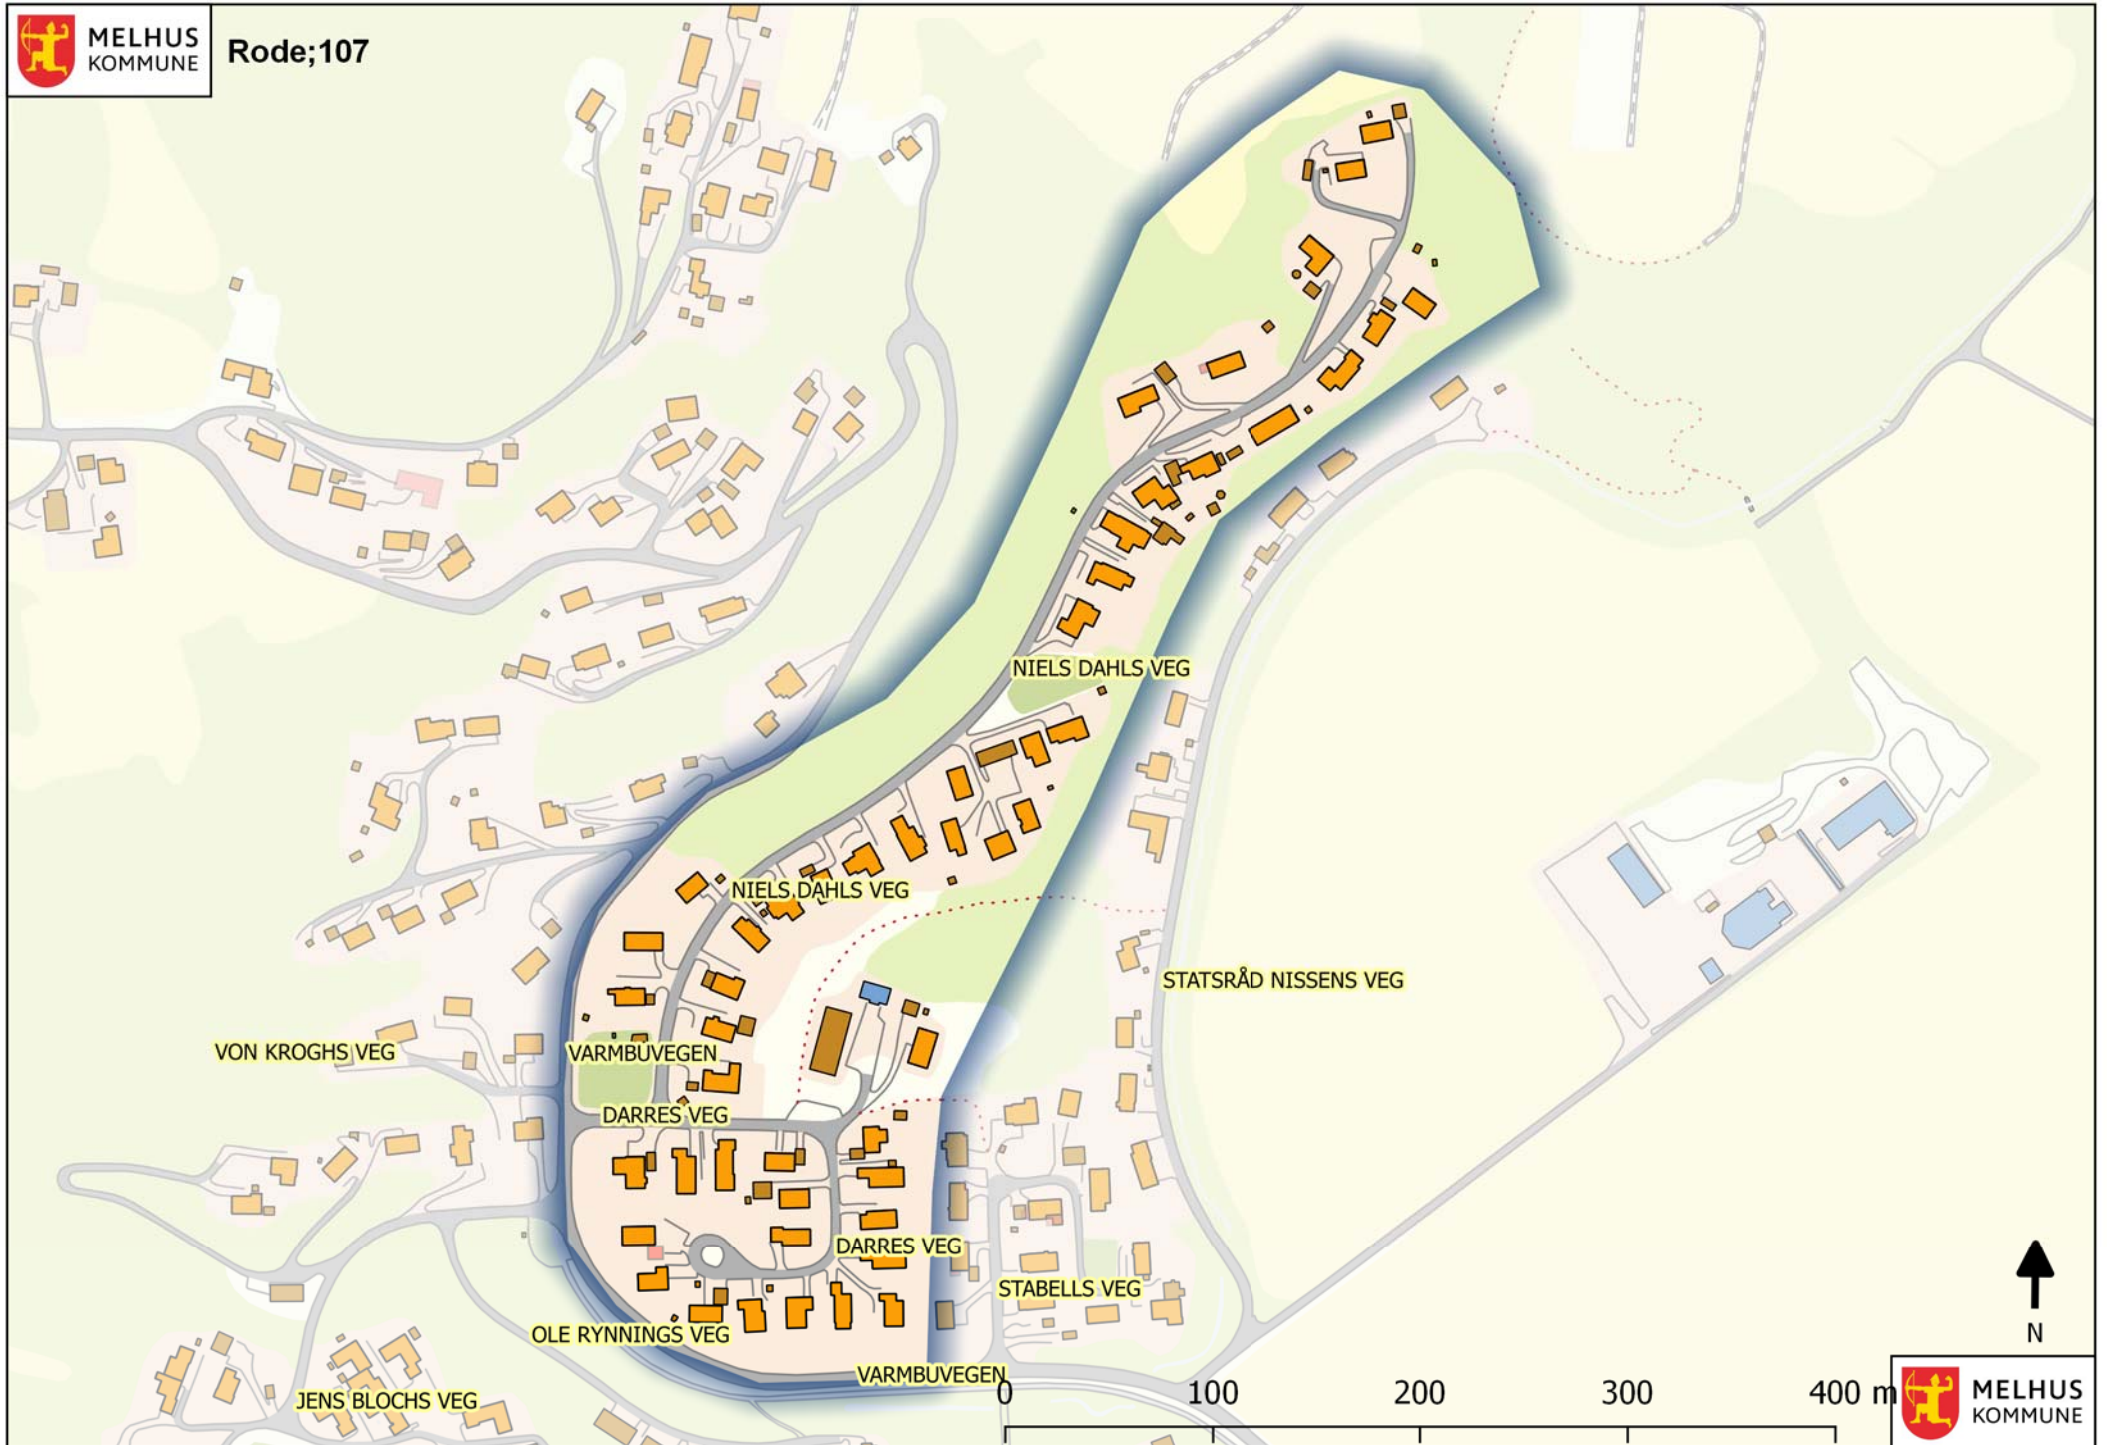 MELHUS
KOMMUNE
Rode;107
NIELS DAHLS VEG
NIELS DAHLS VEG
STATSRÅD NISSENS VEG
VON KROGHS VEG
VARMBUVEGEN
DARRES VEG
DARRES VEG
STABELLS VEG
OLE RYNNINGS VEG
VARMBUVEGEN
JENS BLOCHS VEG
N
0 100 200 300 400 m
MELHUS
KOMMUNE